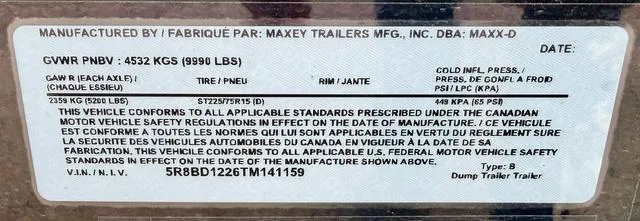 MANUFACTURED BY / FABRIQUÉ PAR: MAXEY TRAILERS MFG., INC. DBA: MAXX-D
DATE:
GVWR PNBV : 4532 KGS (9990 LBS)
GAW R (EACH AXLE) / (CHAQUE ESSIEU) TIRE / PNEU RIM / JANTE COLD INFL. PRESS, / PRESS, DE GONFL A FROID PSI / LPC (KPA)
2359 KG (5200 LBS) ST225/75R15 (D) 449 KPA (65 PSI)
THIS VEHICLE CONFORMS TO ALL APPLICABLE STANDARDS PRESCRIBED UNDER THE CANADIAN
MOTOR VEHICLE SAFETY REGULATIONS IN EFFECT ON THE DATE OF MANUFACTURE. / CE VEHICULE
EST CONFORME A TOUTES LES NORMES QUI LUI SONT APPLICABLES EN VERTU DU REGLEMENT SURE
LA SECURITE DES VEHICULES AUTOMOBILES DU CANADA EN VIGUEUR À LA DATE DE SA
FABRICATION. THIS VEHICLE CONFORMS TO ALL APPLICABLE U.S. FEDERAL MOTOR VEHICLE SAFETY
STANDARDS IN EFFECT ON THE DATE OF THE MANUFACTURE SHOWN ABOVE.
V.I.N. / N.I.V. 5R8BD1226TM141159 Type: B
Dump Trailer Trailer